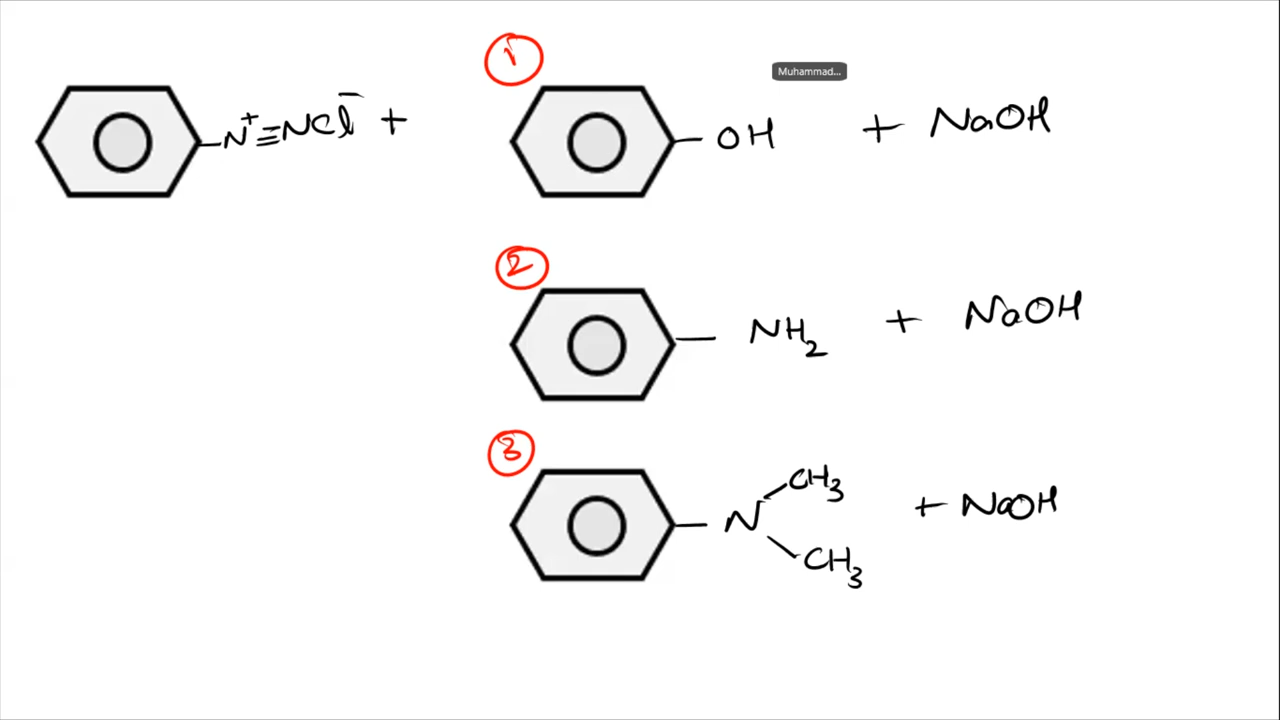 1
Muhammad...
N⁺≡NCl⁻ + OH + NaOH
2
NH₂ + NaOH
3
CH₃
N + NaOH
CH₃